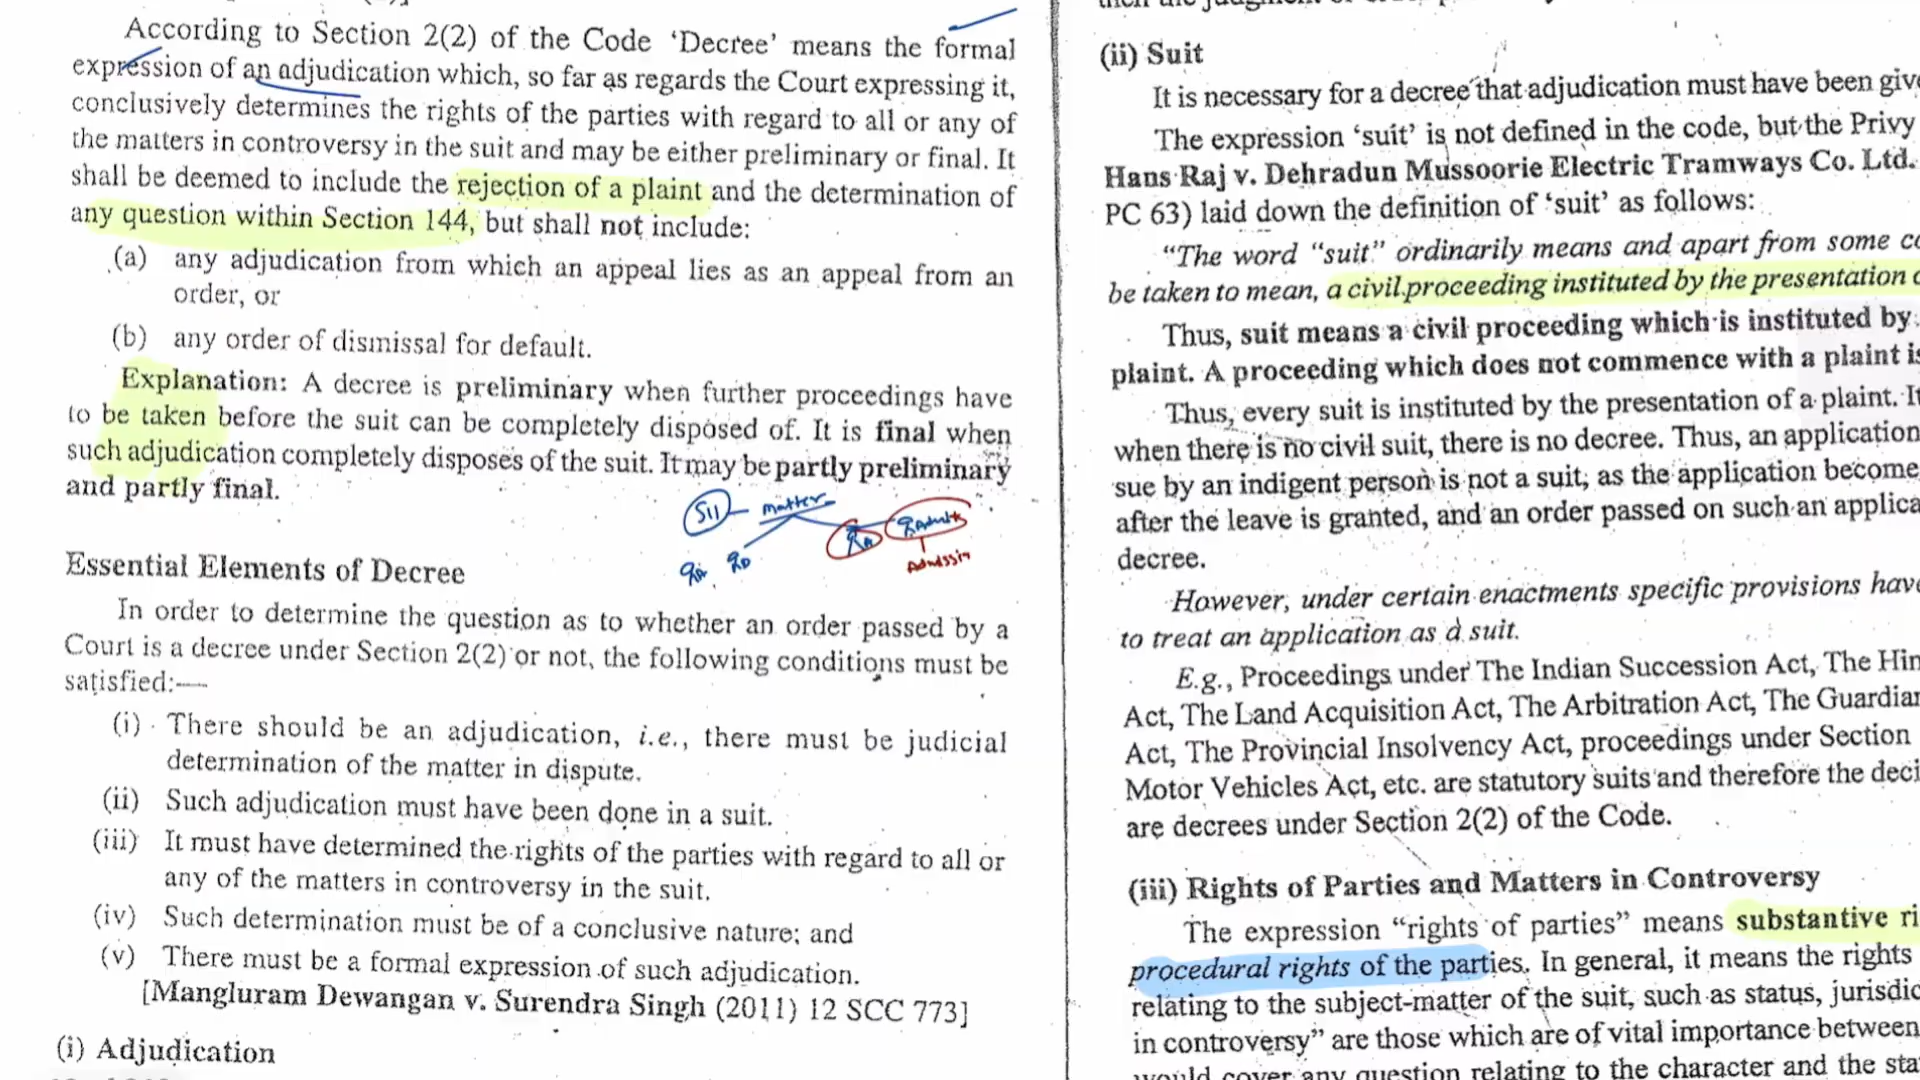 According to Section 2(2) of the Code ‘Decree’ means the formal
expression of an adjudication which, so far as regards the Court expressing it,
conclusively determines the rights of the parties with regard to all or any of
the matters in controversy in the suit and may be either preliminary or final. It
shall be deemed to include the rejection of a plaint and the determination of
any question within Section 144, but shall not include:
(a) any adjudication from which an appeal lies as an appeal from an
order, or
(b) any order of dismissal for default.
Explanation: A decree is preliminary when further proceedings have
to be taken before the suit can be completely disposed of. It is final when
such adjudication completely disposes of the suit. It may be partly preliminary
and partly final.
S11 matter
Essential Elements of Decree
In order to determine the question as to whether an order passed by a
Court is a decree under Section 2(2) or not, the following conditions must be
satisfied:—
(i) There should be an adjudication, i.e., there must be judicial
determination of the matter in dispute.
(ii) Such adjudication must have been done in a suit.
(iii) It must have determined the rights of the parties with regard to all or
any of the matters in controversy in the suit.
(iv) Such determination must be of a conclusive nature; and
(v) There must be a formal expression of such adjudication.
[Mangluram Dewangan v. Surendra Singh (2011) 12 SCC 773]
(i) Adjudication
(ii) Suit
It is necessary for a decree that adjudication must have been
The expression ‘suit’ is not defined in the code, but the Privy
Hans Raj v. Dehradun Mussoorie Electric Tramways Co. Ltd.
PC 63) laid down the definition of ‘suit’ as follows:
“The word “suit” ordinarily means and apart from some
be taken to mean, a civil proceeding instituted by the presentation
Thus, suit means a civil proceeding which is instituted by
plaint. A proceeding which does not commence with a plaint
Thus, every suit is instituted by the presentation of a plaint.
when there is no civil suit, there is no decree. Thus, an application
sue by an indigent person is not a suit, as the application
after the leave is granted, and an order passed on such an
decree.
However, under certain enactments specific provisions
to treat an application as a suit.
E.g., Proceedings under The Indian Succession Act, The
Act, The Land Acquisition Act, The Arbitration Act, The
Act, The Provincial Insolvency Act, proceedings under Section
Motor Vehicles Act, etc. are statutory suits and therefore the
are decrees under Section 2(2) of the Code.
(iii) Rights of Parties and Matters in Controversy
The expression “rights of parties” means substantive
procedural rights of the parties. In general, it means the rights
relating to the subject-matter of the suit, such as status,
in controversy” are those which are of vital importance between
would cover any question relating to the character and the